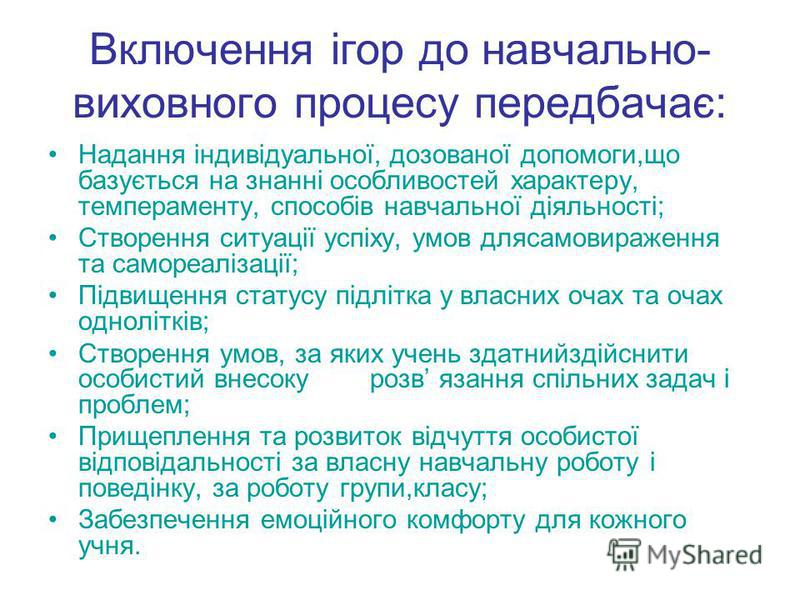 Включення ігор до навчально-
виховного процесу передбачає:
• Надання індивідуальної, дозованої допомоги,що
базується на знанні особливостей характеру,
темпераменту, способів навчальної діяльності;
• Створення ситуації успіху, умов длясамовираження
та самореалізації;
• Підвищення статусу підлітка у власних очах та очах
однолітків;
• Створення умов, за яких учень здатнийздійснити
особистий внесоку розв’ язання спільних задач і
проблем;
• Прищеплення та розвиток відчуття особистої
відповідальності за власну навчальну роботу і
поведінку, за роботу групи,класу;
• Забезпечення емоційного комфорту для кожного
учня.
MyShared